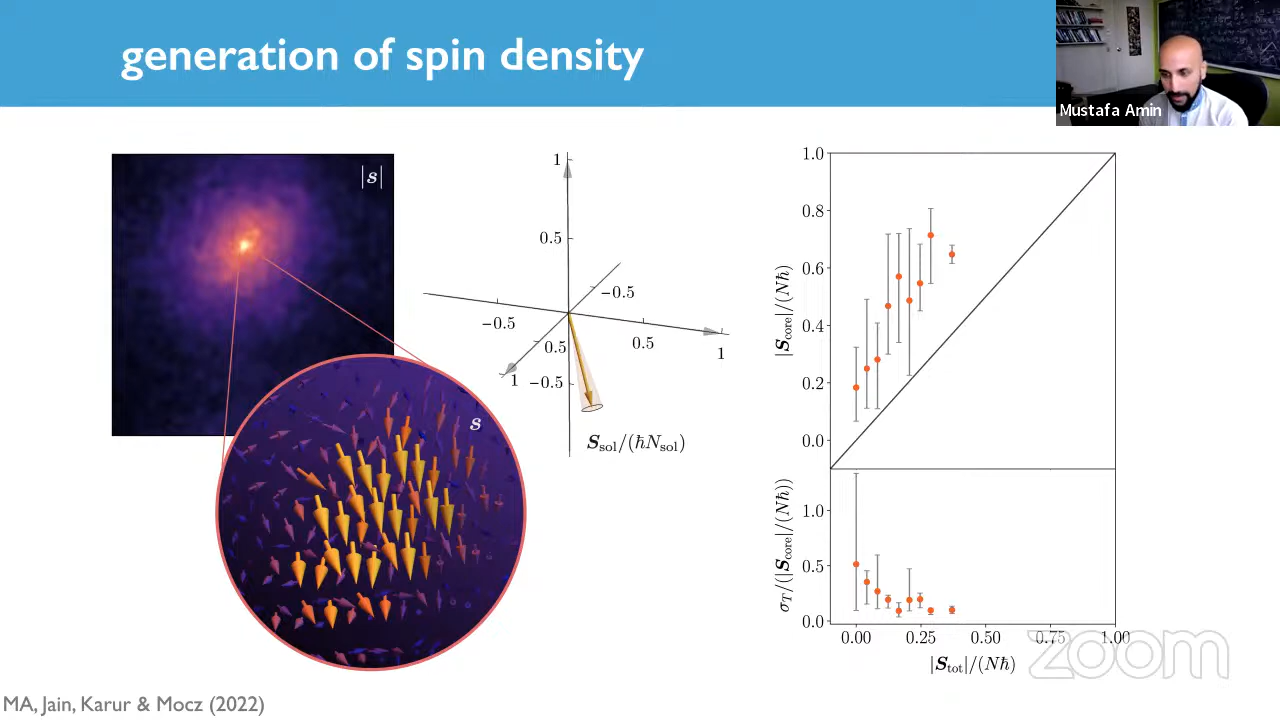 generation of spin density
Mustafa Amin
|s|
s
1
0.5
−0.5
−0.5
0.5
0.5
1
1
−0.5
S_sol/(ℏN_sol)
1.0
0.8
0.6
0.4
0.2
0.0
|S_core|/(Nℏ)
1.0
0.5
0.0
σ_T/(|S_core|/(Nℏ))
0.00 0.25 0.50 0.75 1.00
|S_tot|/(Nℏ)
zoom
MA, Jain, Karur & Mocz (2022)